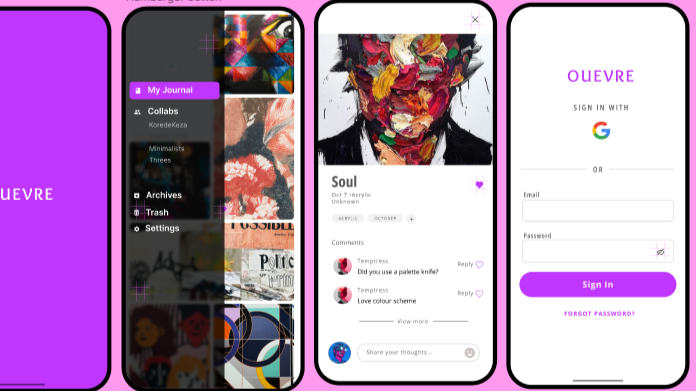 Hamburger Button
UEVRE
My Journal
Collabs
KoredeKeza
Minimalists
Threes
Archives
Trash
Settings
POSSIBLE
Soul
Oct 7 •Acrylic
Unknown
ACRYLIC
OCTOBER
+
Comments
Temptress
Did you use a palette knife?
Reply
Temptress
Love colour scheme
Reply
View more
Share your thoughts...
OUEVRE
SIGN IN WITH
OR
Email
Password
Sign In
FORGOT PASSWORD?